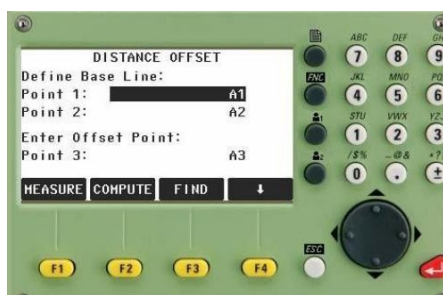 DISTANCE OFFSET
Define Base Line:
Point 1: A1
Point 2: A2
Enter Offset Point:
Point 3: A3
MEASURE COMPUTE FIND
F1 F2 F3 F4
ABC DEF
7 8 9
FNC JKL MNO
4 5 6
STU VWX
1 2 3
/$% _@&
0 . ±
ESC